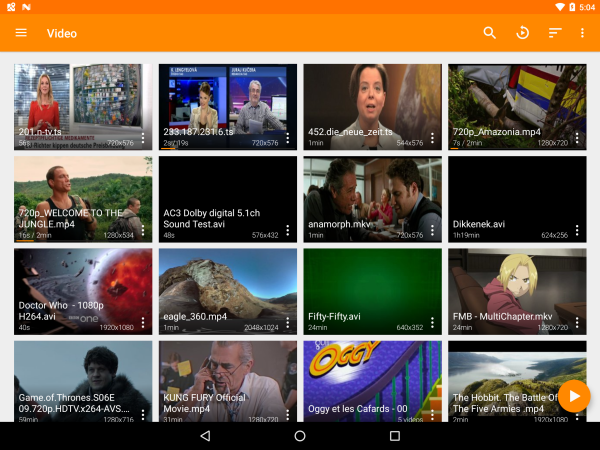 5:04
Video
201.n-tv.ts
56s
720x576
U. LENGFELOVÁ
JURAJ KUČERA
233.187.231.6.ts
2s / 19s
720x576
452.die_neue_zeit.ts
1min
544x576
720p_Amazonia.mp4
7s / 2min
1280x720
720p_WELCOME TO THE
JUNGLE.mp4
16s / 2min
1280x534
AC3 Dolby digital 5.1ch
Sound Test.avi
48s
576x432
anamorph.mkv
1min
720x576
Dikkenek.avi
1h19min
624x256
Doctor Who - 1080p
H264.avi
40s
one
1920x1080
eagle_360.mp4
1min
2048x1024
Fifty-Fifty.avi
24min
640x352
FMB - MultiChapter.mkv
24min
1280x720
Game.of.Thrones.S06E
09.720p.HDTV.x264-AVS....
59min
1280x716
KUNG FURY Official
Movie.mp4
31min
1280x720
OGGY
Oggy et les Cafards - 00
5 videos
The Hobbit. The Battle Of
The Five Armies .mp4